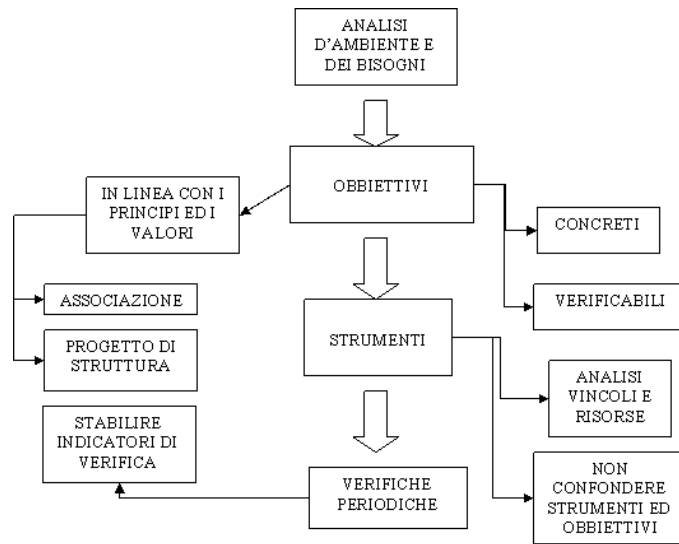 ANALISI
D'AMBIENTE E
DEI BISOGNI
OBBIETTIVI
IN LINEA CON I
PRINCIPI ED I
VALORI
CONCRETI
ASSOCIAZIONE
VERIFICABILI
PROGETTO DI
STRUTTURA
STRUMENTI
ANALISI
VINCOLI E
RISORSE
STABILIRE
INDICATORI DI
VERIFICA
VERIFICHE
PERIODICHE
NON
CONFONDERE
STRUMENTI ED
OBBIETTIVI